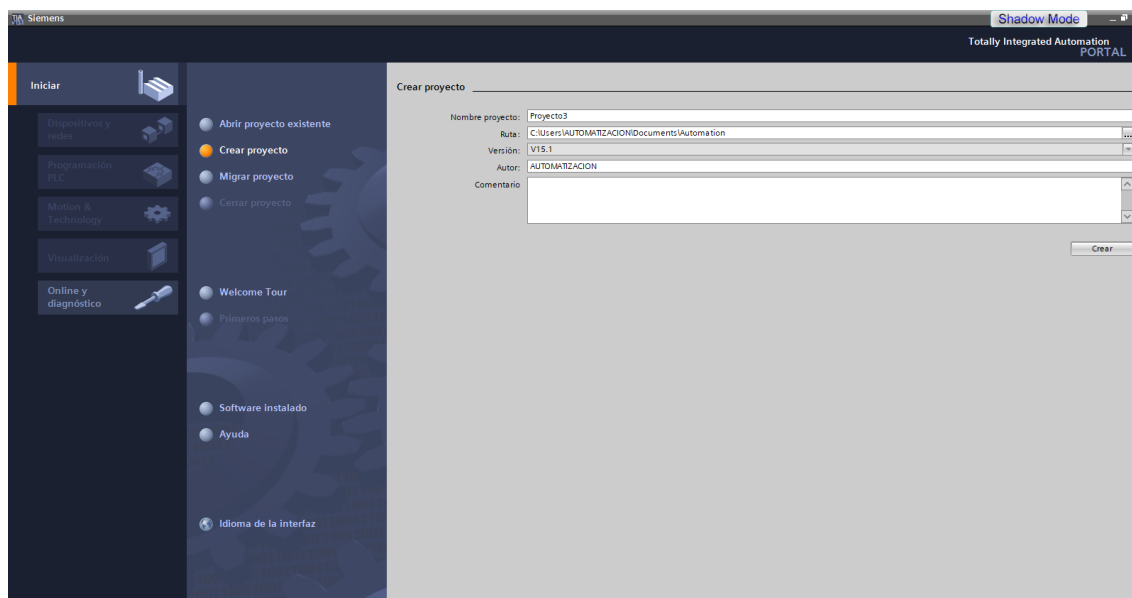 Siemens
Shadow Mode
Totally Integrated Automation
PORTAL
Iniciar
Dispositivos y
redes
Programación
PLC
Motion &
Technology
Visualización
Online y
diagnóstico
Abrir proyecto existente
Crear proyecto
Migrar proyecto
Cerrar proyecto
Welcome Tour
Primeros pasos
Software instalado
Ayuda
Idioma de la interfaz
Crear proyecto
Nombre proyecto: Proyecto3
Ruta: C:\Users\AUTOMATIZACION\Documents\Automation ...
Versión: V15.1
Autor: AUTOMATIZACION
Comentario
Crear